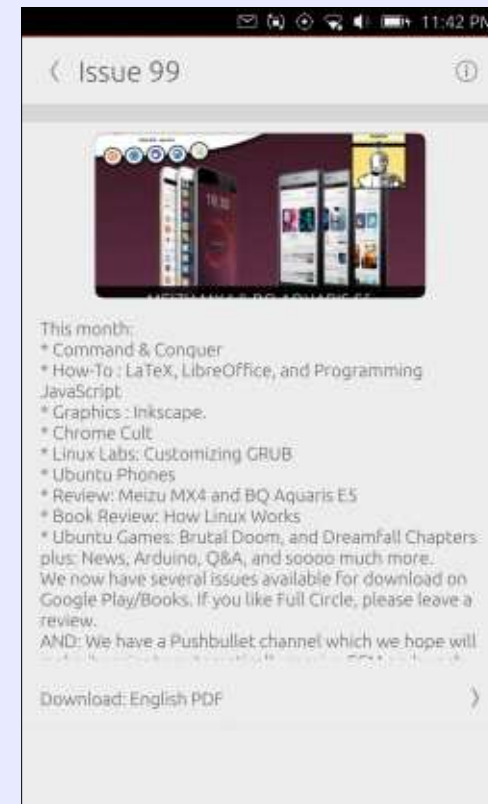 11:42 PM
Issue 99
This month:
* Command & Conquer
* How-To : LaTeX, LibreOffice, and Programming
JavaScript
* Graphics : Inkscape.
* Chrome Cult
* Linux Labs: Customizing GRUB
* Ubuntu Phones
* Review: Meizu MX4 and BQ Aquaris E5
* Book Review: How Linux Works
* Ubuntu Games: Brutal Doom, and Dreamfall Chapters
plus: News, Arduino, Q&A, and soooo much more.
We now have several issues available for download on
Google Play/Books. If you like Full Circle, please leave a
review.
AND: We have a Pushbullet channel which we hope will
Download: English PDF